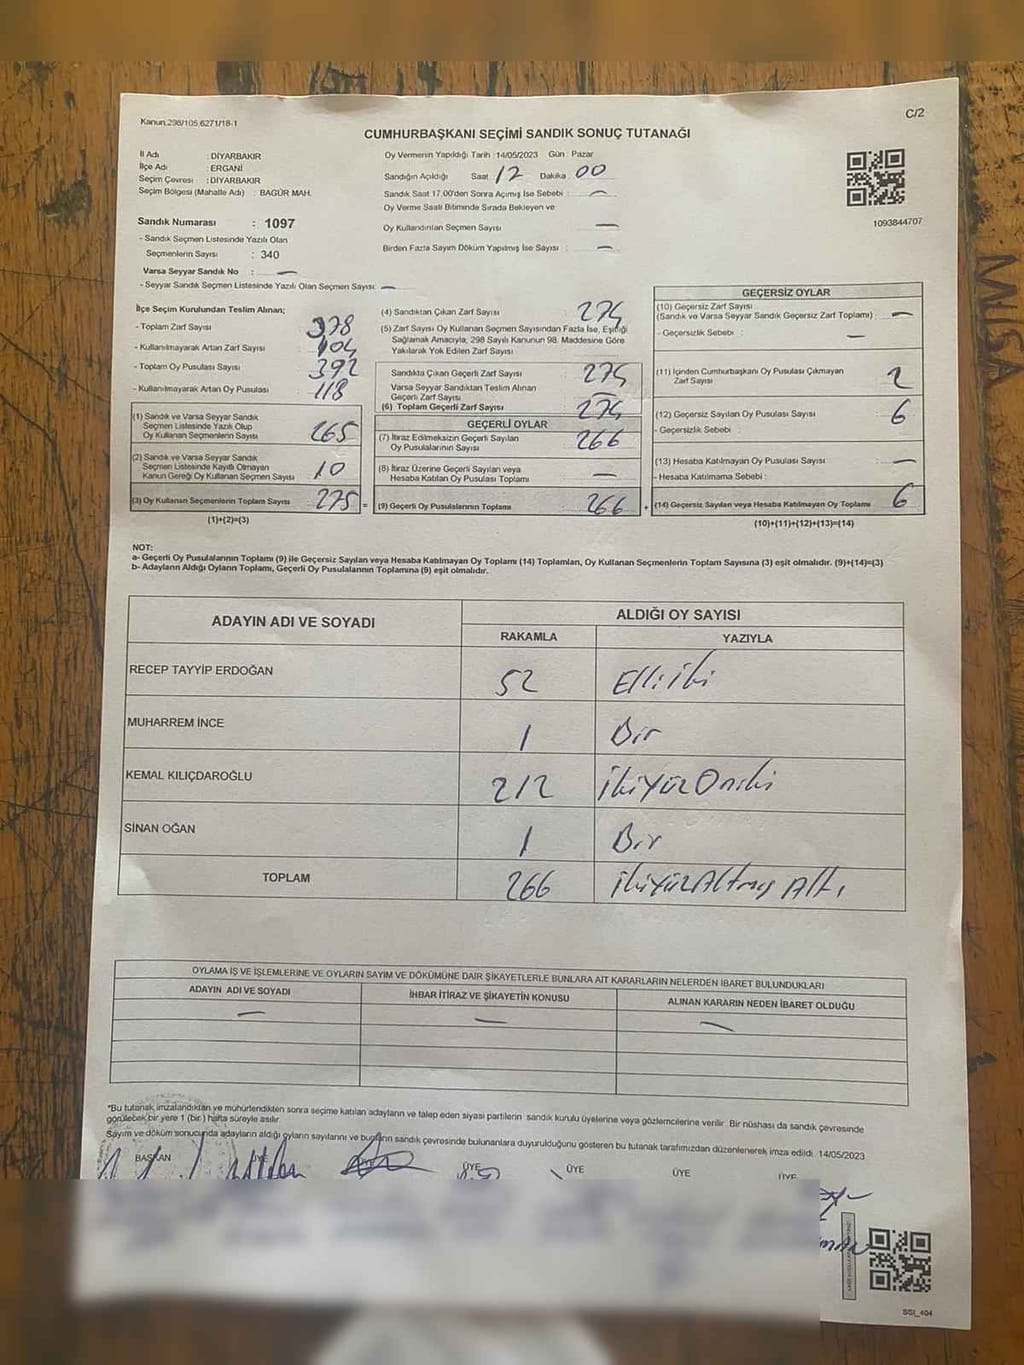 Kanun:298/105,6271/18-1
C/2
CUMHURBAŞKANI SEÇİMİ SANDIK SONUÇ TUTANAĞI
İl Adı : DİYARBAKIR
İlçe Adı : ERGANİ
Seçim Çevresi : DİYARBAKIR
Seçim Bölgesi (Mahalle Adı) : BAGÜR MAH.
Sandık Numarası : 1097
- Sandık Seçmen Listesinde Yazılı Olan
Seçmenlerin Sayısı : 340
Varsa Seyyar Sandık No : —
- Seyyar Sandık Seçmen Listesinde Yazılı Olan Seçmen Sayısı: —
Oy Vermenin Yapıldığı Tarih : 14/05/2023 Gün : Pazar
Sandığın Açıldığı Saat 12 Dakika 00
Sandık Saat 17.00'den Sonra Açılmış İse Sebebi : —
Oy Verme Saati Bitiminde Sırada Bekleyen ve
Oy Kullandırılan Seçmen Sayısı —
Birden Fazla Sayım Döküm Yapılmış İse Sayısı : —
1093844707
İlçe Seçim Kurulundan Teslim Alınan;
- Toplam Zarf Sayısı 378
- Kullanılmayarak Artan Zarf Sayısı 104
- Toplam Oy Pusulası Sayısı 392
- Kullanılmayarak Artan Oy Pusulası 118
(1) Sandık ve Varsa Seyyar Sandık
Seçmen Listesinde Yazılı Olup
Oy Kullanan Seçmenlerin Sayısı 265
(2) Sandık ve Varsa Seyyar Sandık
Seçmen Listesinde Kayıtlı Olmayan
Kanun Gereği Oy Kullanan Seçmen Sayısı 10
(3) Oy Kullanan Seçmenlerin Toplam Sayısı 275 =
(1)+(2)=(3)
(4) Sandıktan Çıkan Zarf Sayısı 274
(5) Zarf Sayısı Oy Kullanan Seçmen Sayısından Fazla İse, Eşitliği
Sağlamak Amacıyla, 298 Sayılı Kanunun 98. Maddesine Göre
Yakılarak Yok Edilen Zarf Sayısı
Sandıkta Çıkan Geçerli Zarf Sayısı 274
Varsa Seyyar Sandıktan Teslim Alınan
Geçerli Zarf Sayısı —
(6) Toplam Geçerli Zarf Sayısı 274
GEÇERLİ OYLAR
(7) İtiraz Edilmeksizin Geçerli Sayılan
Oy Pusulalarının Sayısı 266
(8) İtiraz Üzerine Geçerli Sayılan veya
Hesaba Katılan Oy Pusulası Toplamı —
(9) Geçerli Oy Pusulalarının Toplamı 266 +
GEÇERSİZ OYLAR
(10) Geçersiz Zarf Sayısı
(Sandık ve Varsa Seyyar Sandık Geçersiz Zarf Toplamı) : —
- Geçersizlik Sebebi : —
(11) İçinden Cumhurbaşkanı Oy Pusulası Çıkmayan
Zarf Sayısı 2
(12) Geçersiz Sayılan Oy Pusulası Sayısı 6
- Geçersizlik Sebebi :
(13) Hesaba Katılmayan Oy Pusulası Sayısı —
- Hesaba Katılmama Sebebi :
(14) Geçersiz Sayılan veya Hesaba Katılmayan Oy Toplamı 6
(10)+(11)+(12)+(13)=(14)
NOT:
a- Geçerli Oy Pusulalarının Toplamı (9) ile Geçersiz Sayılan veya Hesaba Katılmayan Oy Toplamı (14) Toplamları, Oy Kullanan Seçmenlerin Toplam Sayısına (3) eşit olmalıdır. (9)+(14)=(3)
b- Adayların Aldığı Oyların Toplamı, Geçerli Oy Pusulalarının Toplamına (9) eşit olmalıdır.
ADAYIN ADI VE SOYADI ALDIĞI OY SAYISI
RAKAMLA YAZIYLA
RECEP TAYYİP ERDOĞAN 52 Elli iki
MUHARREM İNCE 1 Bir
KEMAL KILIÇDAROĞLU 212 ikiyüz Oniki
SİNAN OĞAN 1 Bir
TOPLAM 266 ikiyüz Altmış Altı
OYLAMA İŞ VE İŞLEMLERİNE VE OYLARIN SAYIM VE DÖKÜMÜNE DAİR ŞİKAYETLERLE BUNLARA AİT KARARLARIN NELERDEN İBARET BULUNDUKLARI
ADAYIN ADI VE SOYADI İHBAR İTİRAZ VE ŞİKAYETİN KONUSU ALINAN KARARIN NEDEN İBARET OLDUĞU
— — —
"Bu tutanak imzalandıktan ve mühürlendikten sonra seçime katılan adayların ve talep eden siyasi partilerin sandık kurulu üyelerine veya gözlemcilerine verilir. Bir nüshası da sandık çevresinde
görülebilecek bir yere 1 (bir) hafta süreyle asılır.
Sayım ve döküm sonucunda adayların aldığı oyların sayılarını ve bunların sandık çevresinde bulunanlara duyurulduğunu gösteren bu tutanak tarafımızdan düzenlenerek imza edildi. 14/05/2023
BAŞKAN ÜYE ÜYE ÜYE ÜYE ÜYE
SSI_404
MUSA